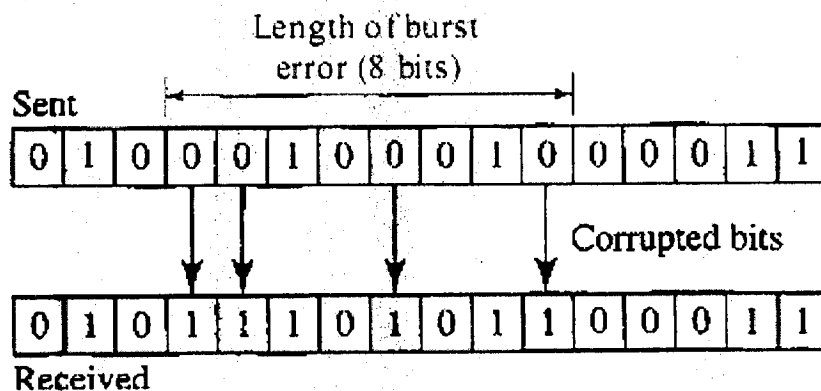 Length of burst
error (8 bits)
Sent
0 1 0 0 0 1 0 0 0 1 0 0 0 0 1 1
Corrupted bits
0 1 0 1 1 1 0 1 0 1 1 0 0 0 1 1
Received